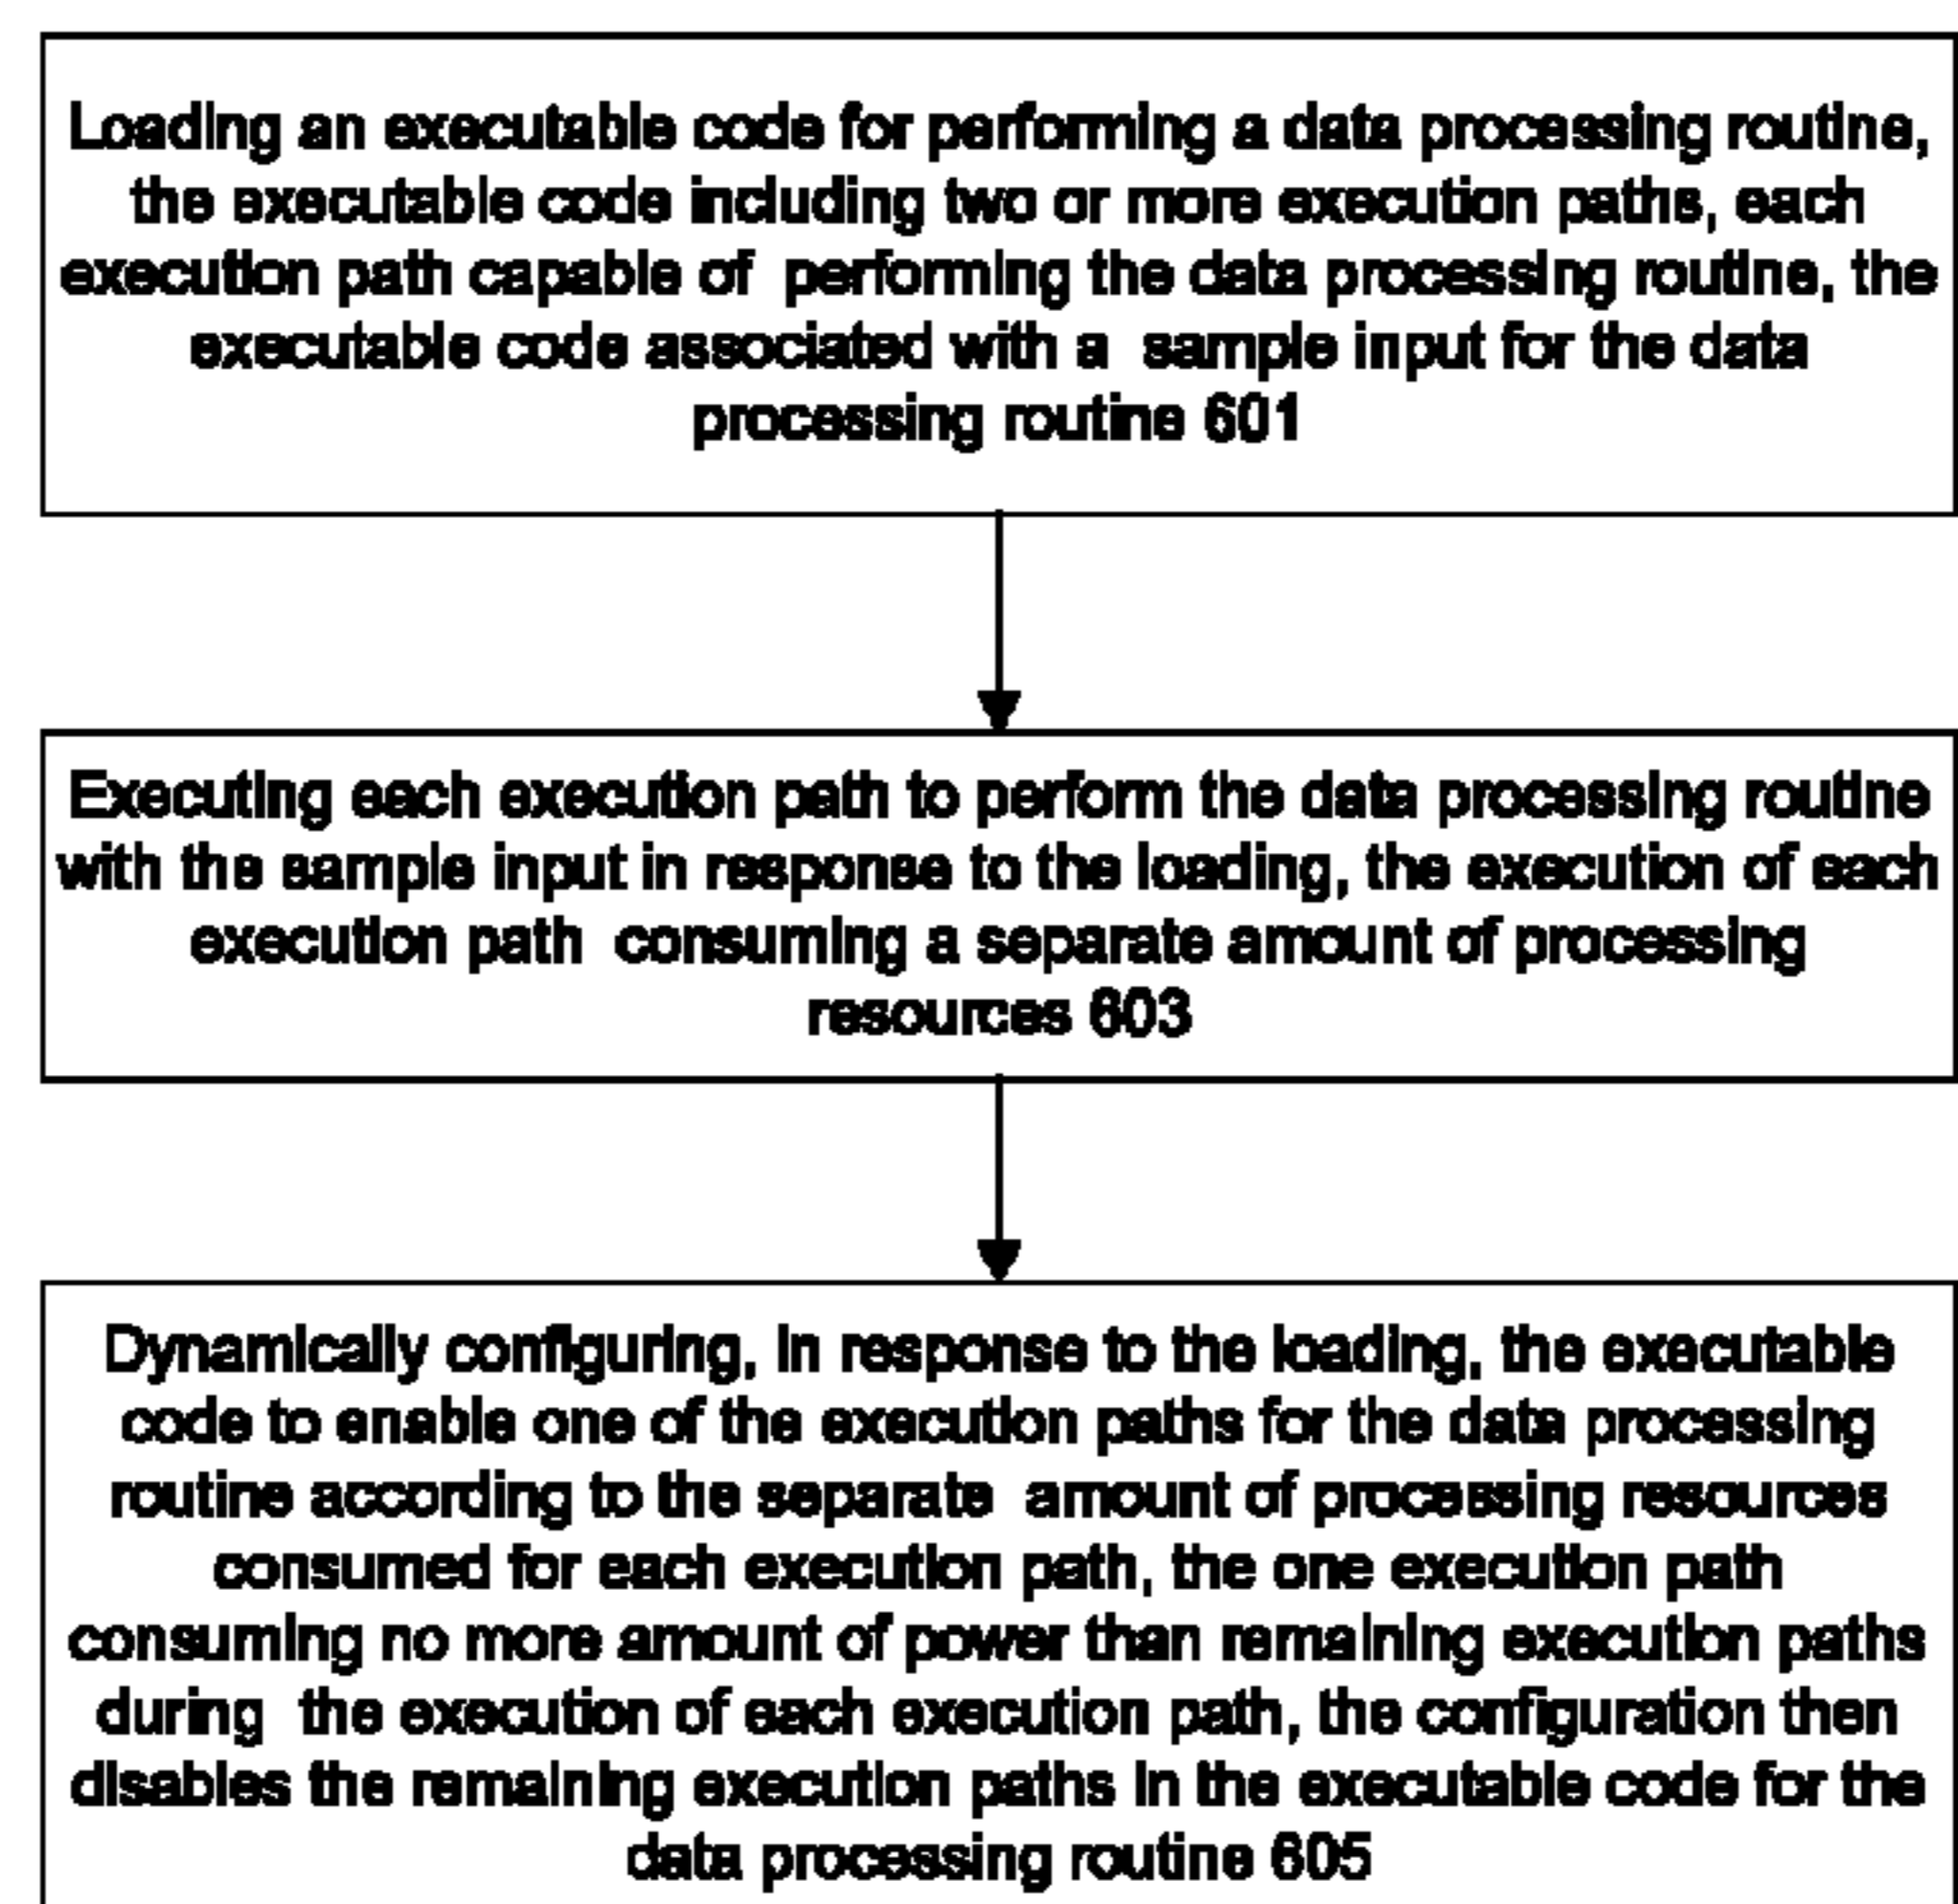 Loading an executable code for performing a data processing routine,
the executable code including two or more execution paths, each
execution path capable of performing the data processing routine, the
executable code associated with a sample input for the data
processing routine 601
Executing each execution path to perform the data processing routine
with the sample input in response to the loading, the execution of each
execution path consuming a separate amount of processing
resources 603
Dynamically configuring, in response to the loading, the executable
code to enable one of the execution paths for the data processing
routine according to the separate amount of processing resources
consumed for each execution path, the one execution path
consuming no more amount of power than remaining execution paths
during the execution of each execution path, the configuration then
disables the remaining execution paths in the executable code for the
data processing routine 605